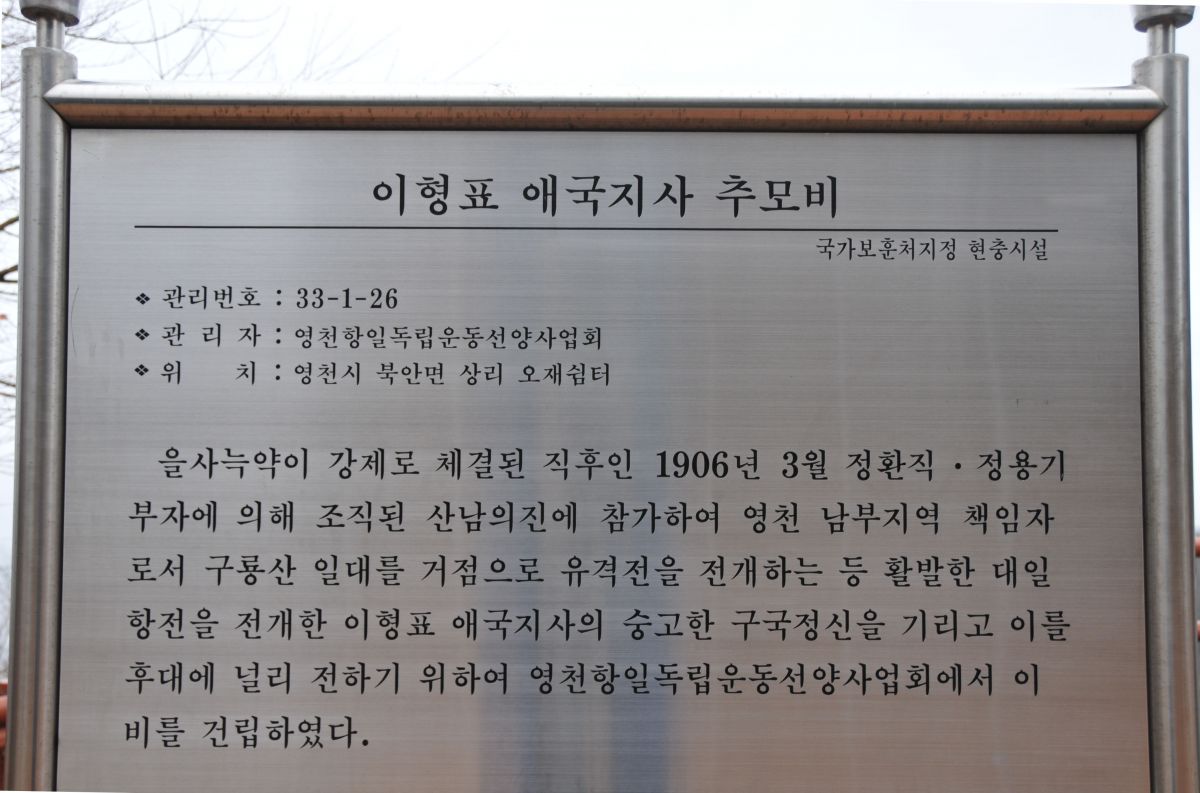 이형표 애국지사 추모비
국가보훈처지정 현충시설
❖ 관리번호 : 33-1-26
❖ 관 리 자 : 영천항일독립운동선양사업회
❖ 위 치 : 영천시 북안면 상리 오재쉼터
을사늑약이 강제로 체결된 직후인 1906년 3월 정환직 · 정용기
부자에 의해 조직된 산남의진에 참가하여 영천 남부지역 책임자
로서 구룡산 일대를 거점으로 유격전을 전개하는 등 활발한 대일
항전을 전개한 이형표 애국지사의 숭고한 구국정신을 기리고 이를
후대에 널리 전하기 위하여 영천항일독립운동선양사업회에서 이
비를 건립하였다.